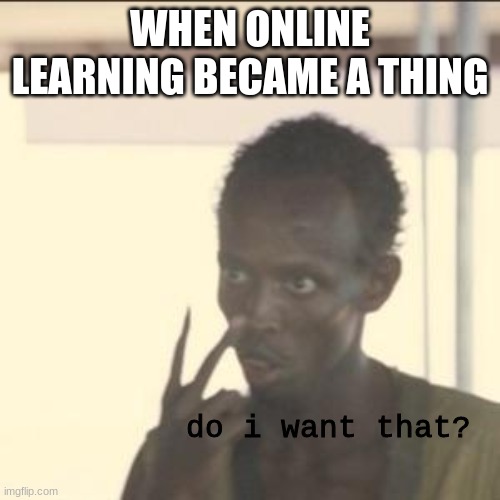 WHEN ONLINE
LEARNING BECAME A THING
do i want that?
imgflip.com